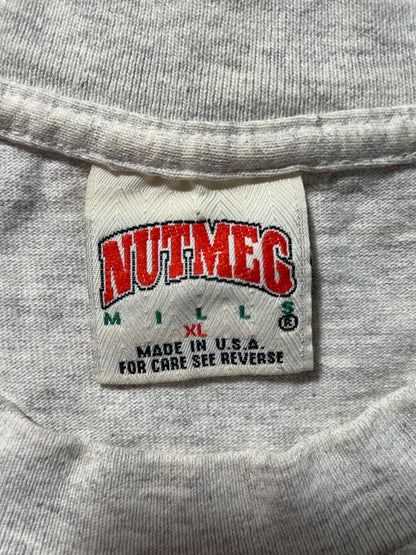 NUTMEG
MILLS
®
XL
MADE IN U.S.A.
FOR CARE SEE REVERSE